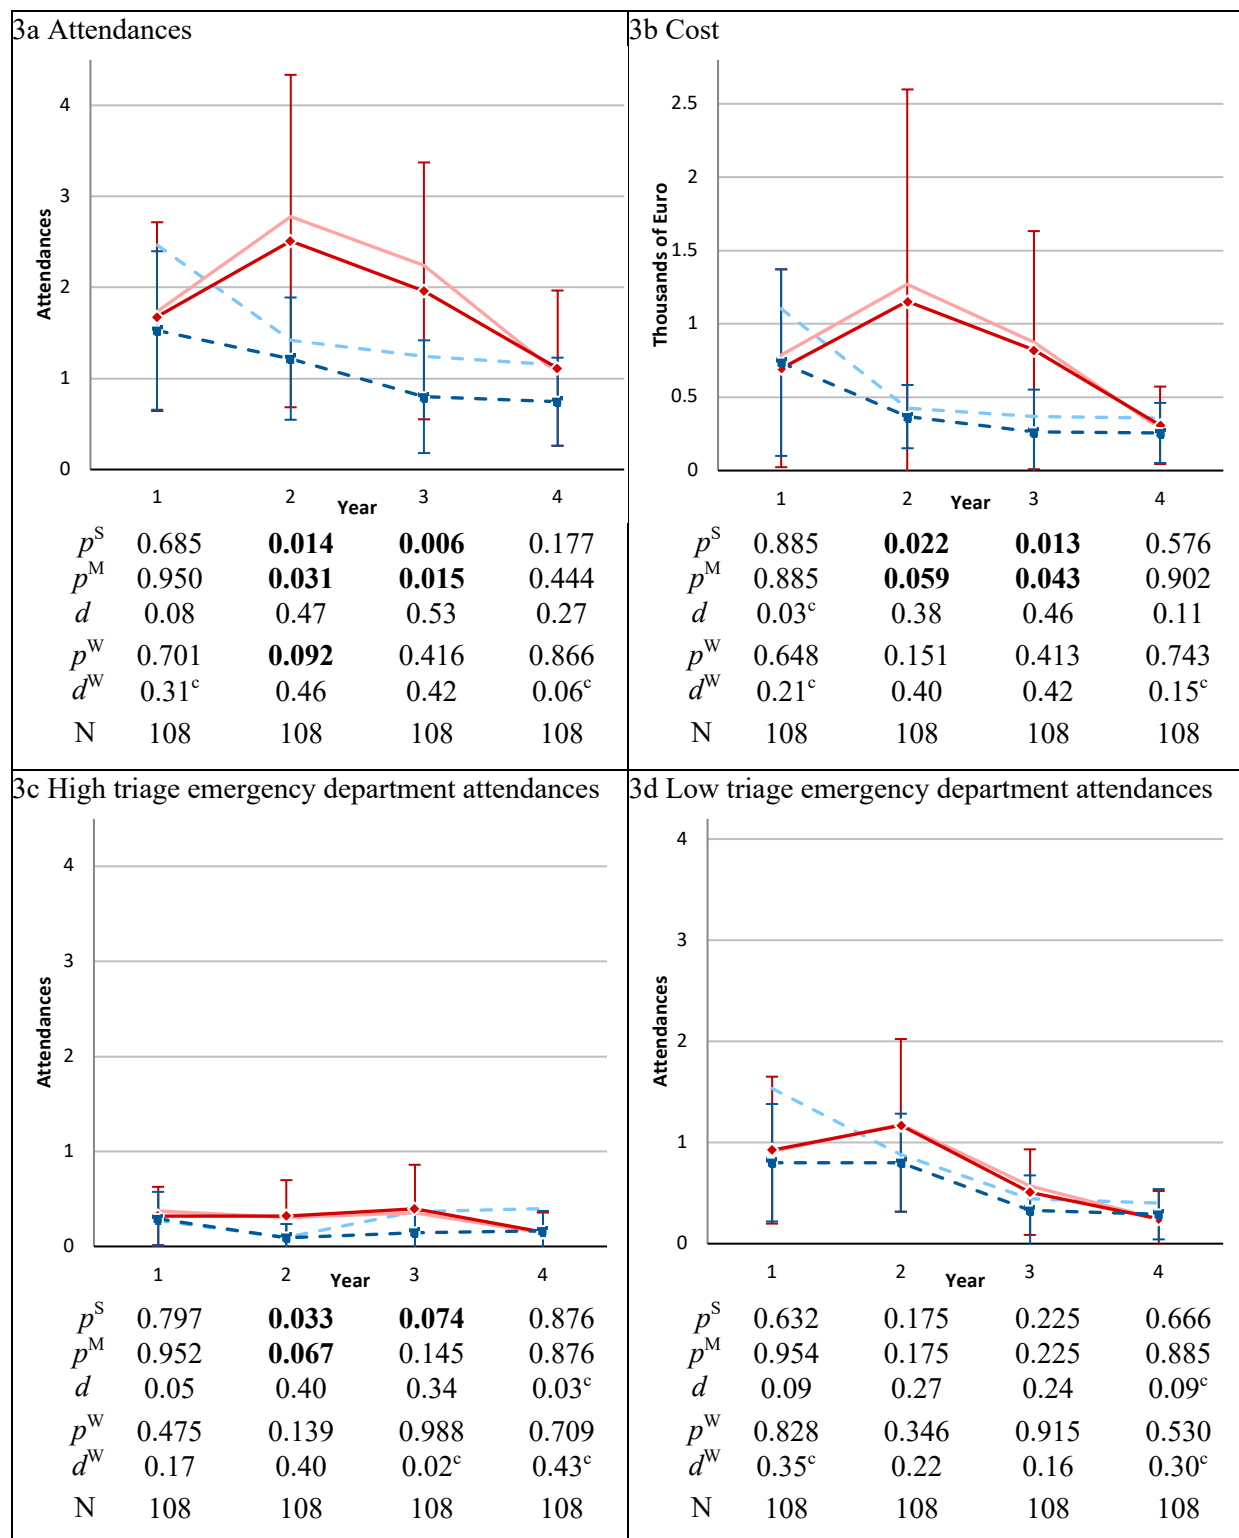 3a Attendances
4
3
2
1
0
Attendances
1 2 3 4
Year
pS 0.685 0.014 0.006 0.177
pM 0.950 0.031 0.015 0.444
d 0.08 0.47 0.53 0.27
pW 0.701 0.092 0.416 0.866
dW 0.31c 0.46 0.42 0.06c
N 108 108 108 108
3b Cost
2.5
2
1.5
1
0.5
0
Thousands of Euro
1 2 3 4
Year
pS 0.885 0.022 0.013 0.576
pM 0.885 0.059 0.043 0.902
d 0.03c 0.38 0.46 0.11
pW 0.648 0.151 0.413 0.743
dW 0.21c 0.40 0.42 0.15c
N 108 108 108 108
3c High triage emergency department attendances
4
3
2
1
0
Attendances
1 2 3 4
Year
pS 0.797 0.033 0.074 0.876
pM 0.952 0.067 0.145 0.876
d 0.05 0.40 0.34 0.03c
pW 0.475 0.139 0.988 0.709
dW 0.17 0.40 0.02c 0.43c
N 108 108 108 108
3d Low triage emergency department attendances
4
3
2
1
0
Attendances
1 2 3 4
Year
pS 0.632 0.175 0.225 0.666
pM 0.954 0.175 0.225 0.885
d 0.09 0.27 0.24 0.09c
pW 0.828 0.346 0.915 0.530
dW 0.35c 0.22 0.16 0.30c
N 108 108 108 108